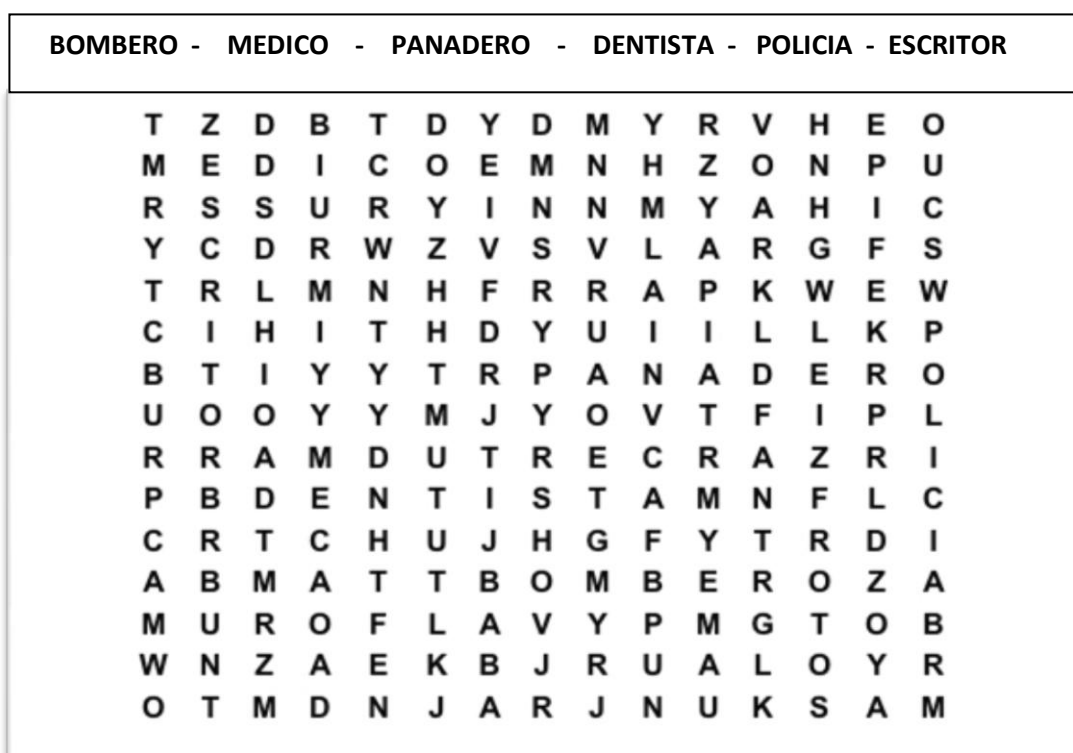 BOMBERO - MEDICO - PANADERO - DENTISTA - POLICIA - ESCRITOR
T Z D B T D Y D M Y R V H E O
M E D I C O E M N H Z O N P U
R S S U R Y I N N M Y A H I C
Y C D R W Z V S V L A R G F S
T R L M N H F R R A P K W E W
C I H I T H D Y U I I L L K P
B T I Y Y T R P A N A D E R O
U O O Y Y M J Y O V T F I P L
R R A M D U T R E C R A Z R I
P B D E N T I S T A M N F L C
C R T C H U J H G F Y T R D I
A B M A T T B O M B E R O Z A
M U R O F L A V Y P M G T O B
W N Z A E K B J R U A L O Y R
O T M D N J A R J N U K S A M